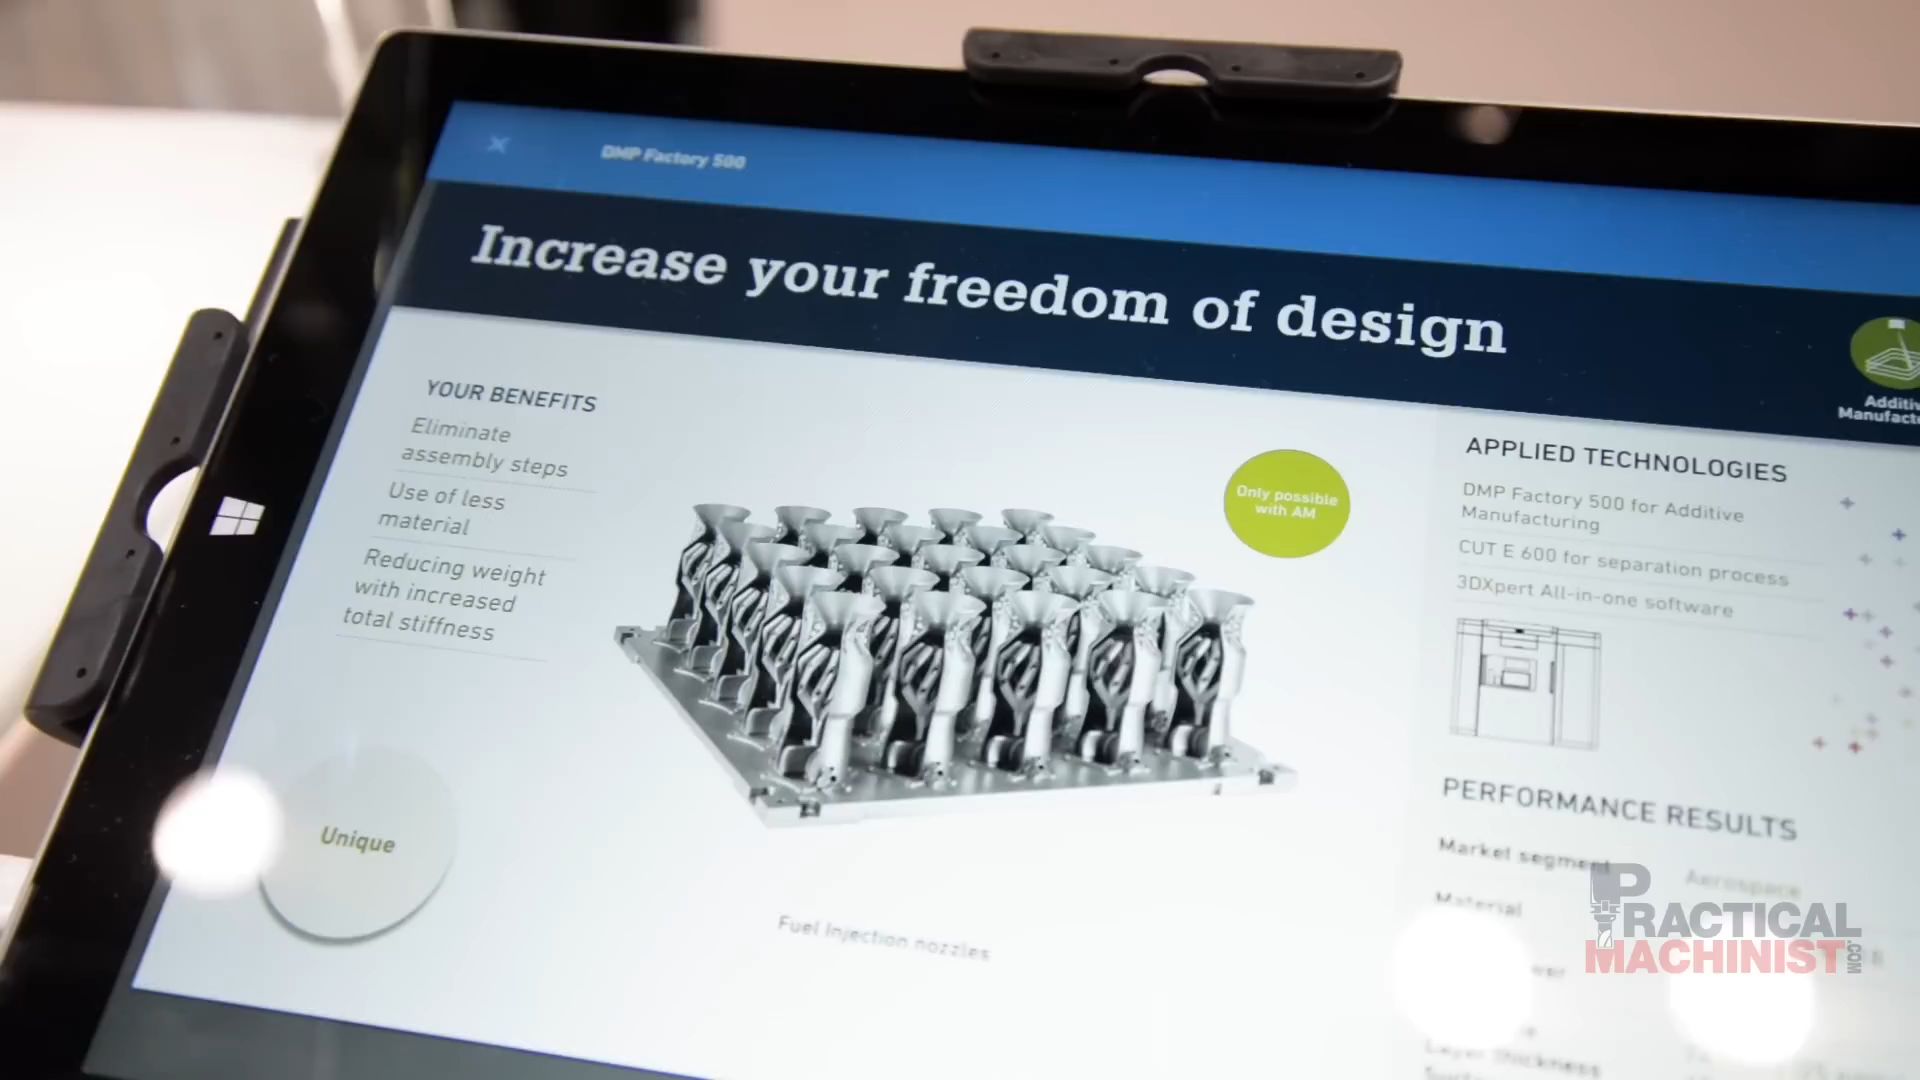 DMP Factory 500
Increase your freedom of design
YOUR BENEFITS
Eliminate
assembly steps
Use of less
material
Reducing weight
with increased
total stiffness
Unique
Only possible
with AM
Fuel Injection nozzles
APPLIED TECHNOLOGIES
DMP Factory 500 for Additive
Manufacturing
CUT E 600 for separation process
3DXpert All-in-one software
PERFORMANCE RESULTS
Market segment Aerospace
Material
Layer thickness
PRACTICAL
MACHINIST.COM